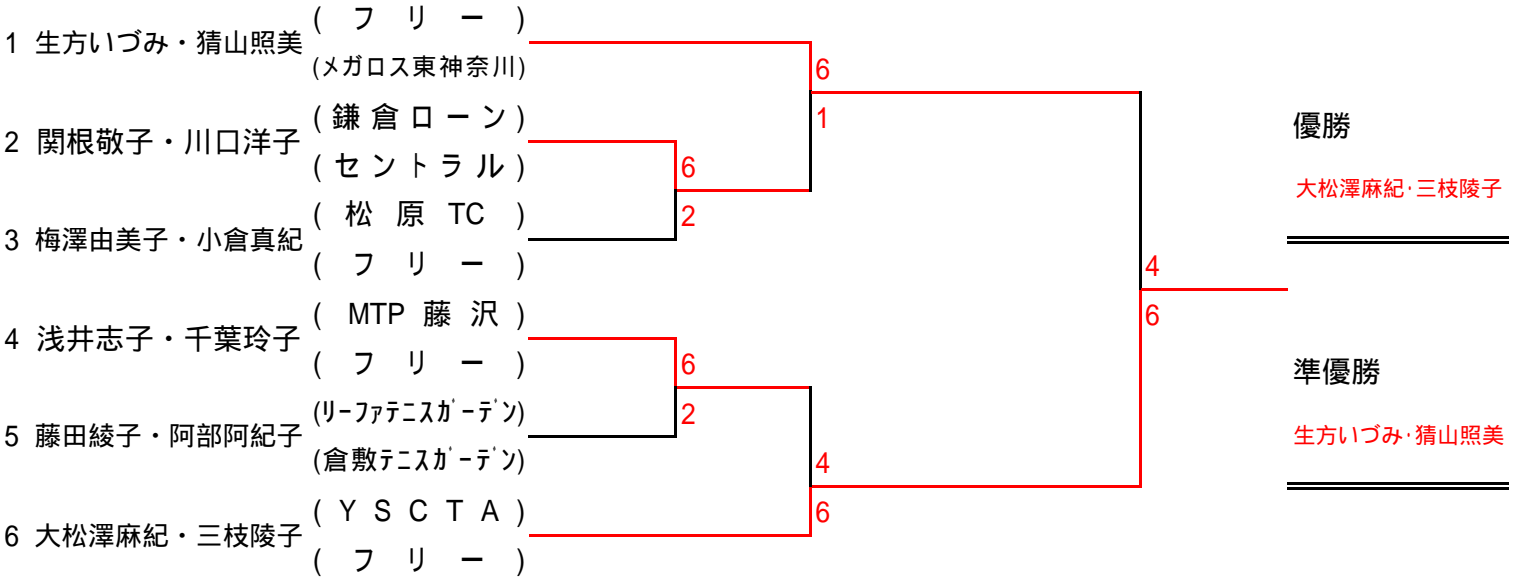 ( フ リ ー )
1 生方いづみ・猜山照美
(メガロス東神奈川)
( 鎌 倉 ロ ー ン )
2 関根敬子・川口洋子
( セ ン ト ラ ル )
( 松 原 TC )
3 梅澤由美子・小倉真紀
( フ リ ー )
( MTP 藤 沢 )
4 浅井志子・千葉玲子
( フ リ ー )
(リーファテニスガーデン)
5 藤田綾子・阿部阿紀子
(倉敷テニスガーデン)
( Y S C T A )
6 大松澤麻紀・三枝陵子
( フ リ ー )
6
2
6
2
6
1
4
6
4
6
優勝
大松澤麻紀・三枝陵子
準優勝
生方いづみ・猜山照美